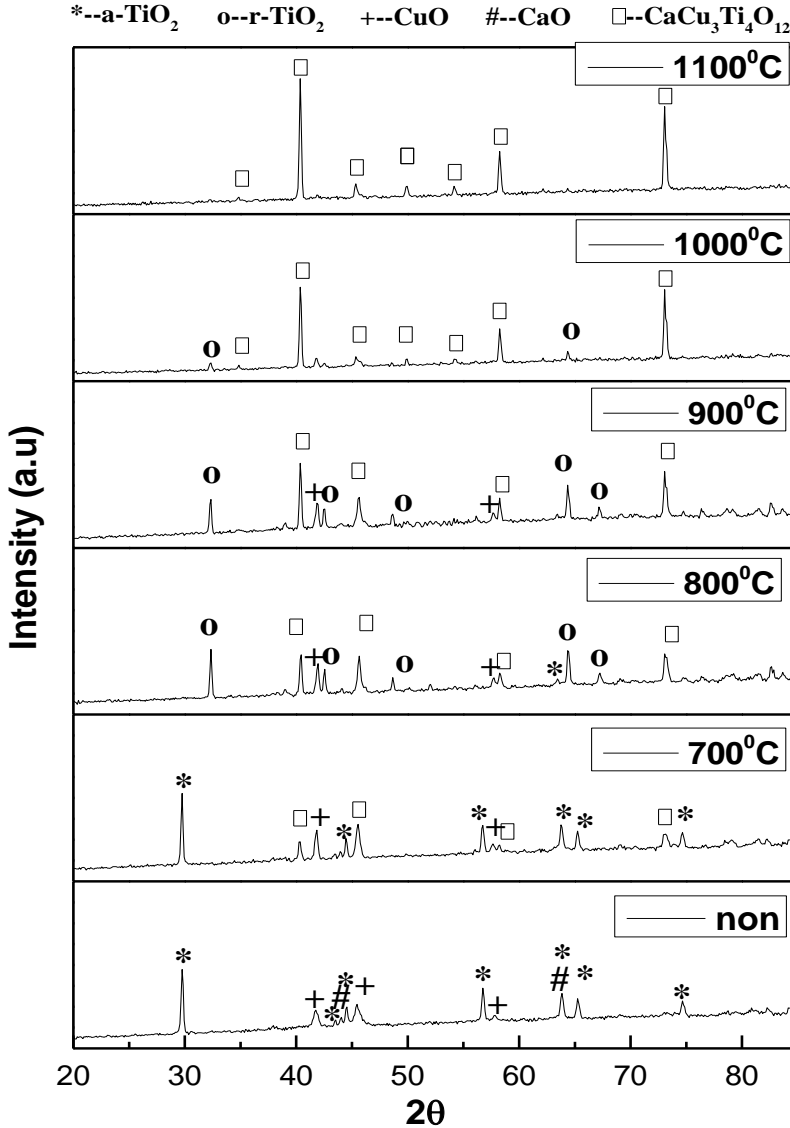 *--a-TiO₂ o--r-TiO₂ +--CuO #--CaO □--CaCu₃Ti₄O₁₂
1100⁰C
□ □ □ □ □ □ □
1000⁰C
o □ □ □ □ □ □ o □
900⁰C
o □ + o □ o + □ o o □
800⁰C
o □ + o □ o + □ * o o □
700⁰C
* □ + * □ * + □ * * □ *
non
* + * # * + * + * # * *
20 30 40 50 60 70 80
2θ
Intensity (a.u)